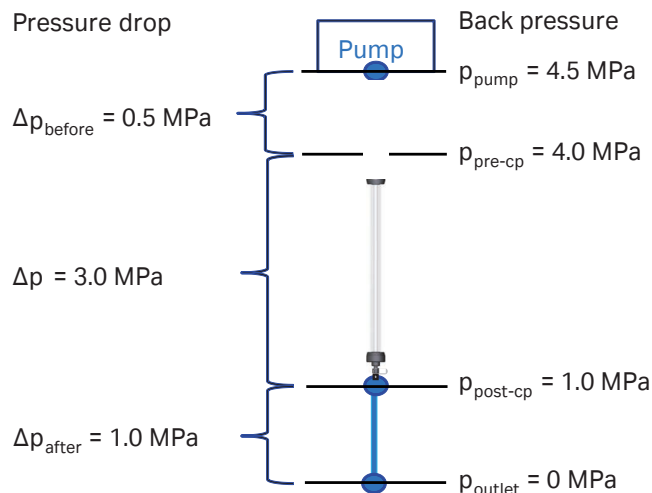 Pressure drop
Back pressure
Pump
p_pump = 4.5 MPa
Δp_before = 0.5 MPa
p_pre-cp = 4.0 MPa
Δp = 3.0 MPa
p_post-cp = 1.0 MPa
Δp_after = 1.0 MPa
p_outlet = 0 MPa